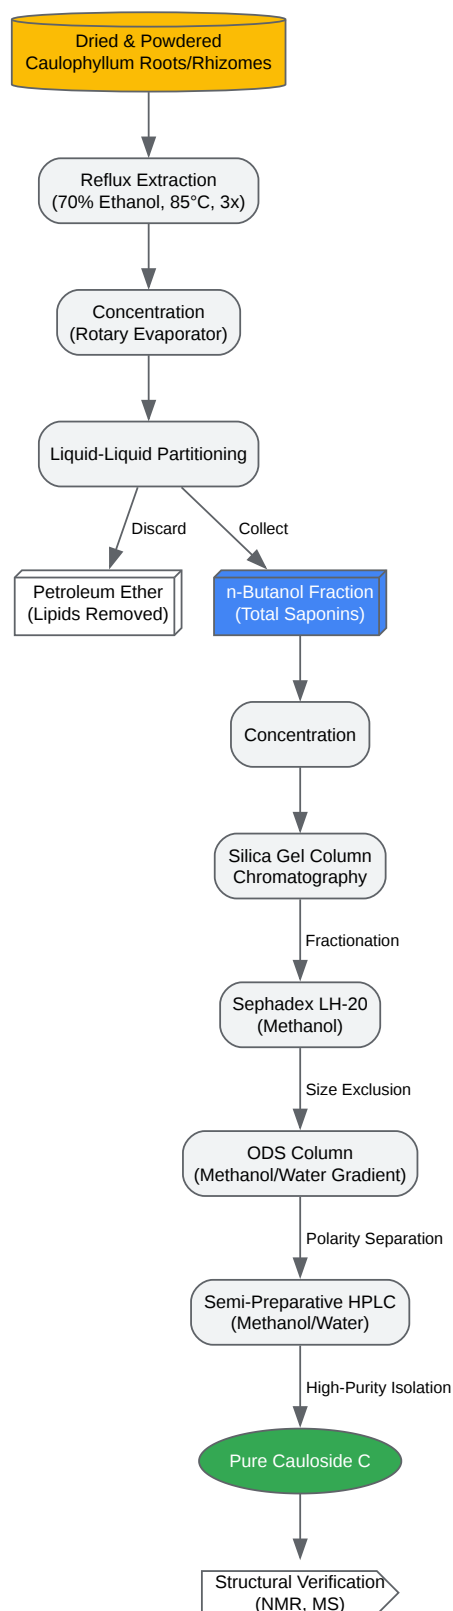 Dried & Powdered
Caulophyllum Roots/Rhizomes
Reflux Extraction
(70% Ethanol, 85°C, 3x)
Concentration
(Rotary Evaporator)
Liquid-Liquid Partitioning
Discard
Collect
Petroleum Ether
(Lipids Removed)
n-Butanol Fraction
(Total Saponins)
Concentration
Silica Gel Column
Chromatography
Fractionation
Sephadex LH-20
(Methanol)
Size Exclusion
ODS Column
(Methanol/Water Gradient)
Polarity Separation
Semi-Preparative HPLC
(Methanol/Water)
High-Purity Isolation
Pure Cauloside C
Structural Verification
(NMR, MS)